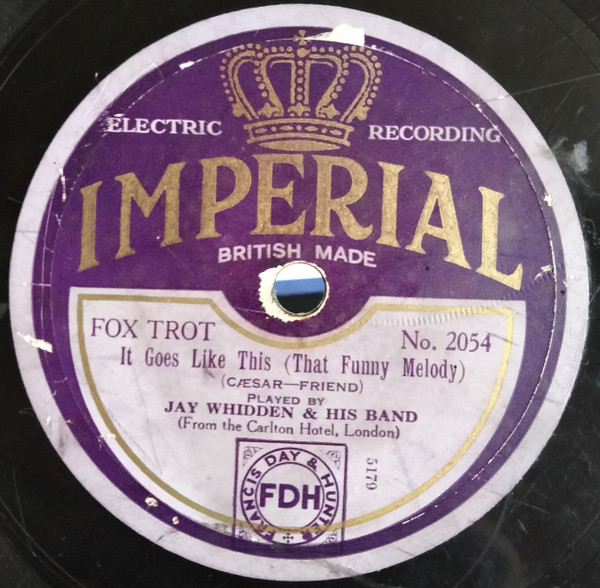 ELECTRIC RECORDING
IMPERIAL
BRITISH MADE
FOX TROT No. 2054
It Goes Like This (That Funny Melody)
(CÆSAR—FRIEND)
PLAYED BY
JAY WHIDDEN & HIS BAND
(From the Carlton Hotel, London)
5179
FRANCIS DAY & HUNTER
FDH